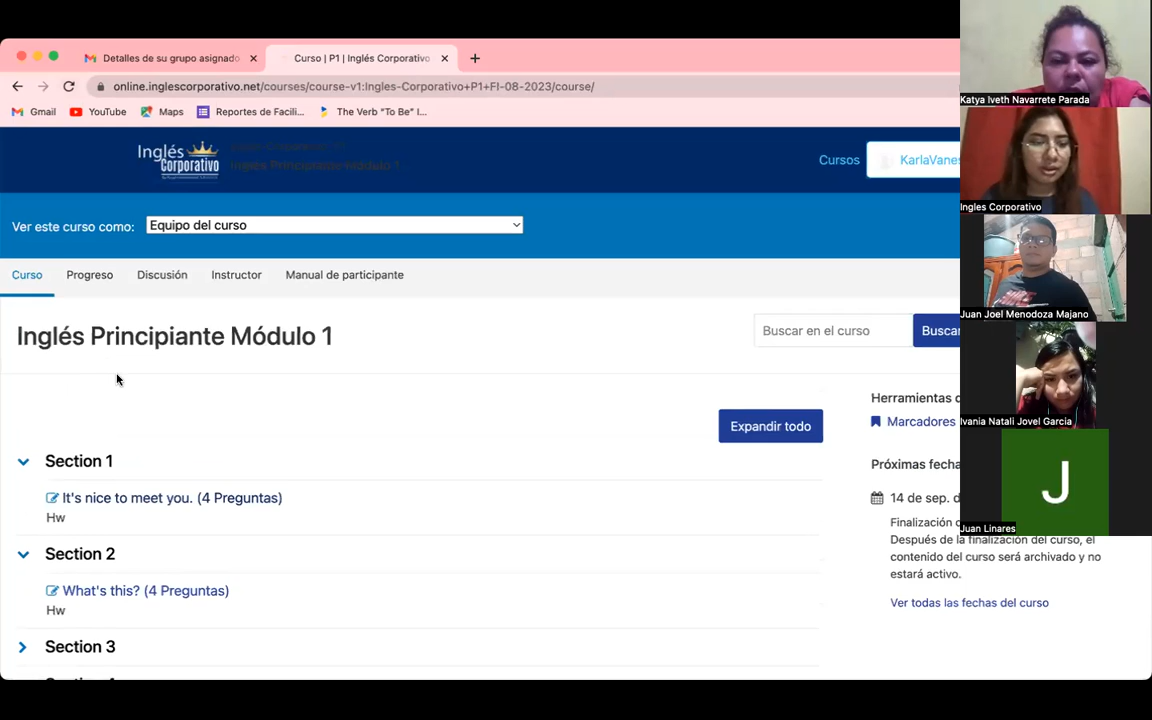 Detalles de su grupo asignado
Curso | P1 | Inglés Corporativo
online.inglescorporativo.net/courses/course-v1:Ingles-Corporativo+P1+FI-08-2023/course/
Gmail
YouTube
Maps
Reportes de Facili...
The Verb "To Be" I...
Inglés
Corporativo
Inglés Principiante Módulo 1
Cursos
KarlaVanes
Ver este curso como:
Equipo del curso
Curso
Progreso
Discusión
Instructor
Manual de participante
Inglés Principiante Módulo 1
Buscar en el curso
Buscar
Expandir todo
Section 1
It's nice to meet you. (4 Preguntas)
Hw
Section 2
What's this? (4 Preguntas)
Hw
Section 3
Herramientas
Marcadores
Próximas fecha
14 de sep. d
Finalización
Después de la finalización del curso, el
contenido del curso será archivado y no
estará activo.
Ver todas las fechas del curso
Katya Iveth Navarrete Parada
Ingles Corporativo
Juan Joel Menodoza Majano
Ivania Natali Jovel Garcia
J
Juan Linares